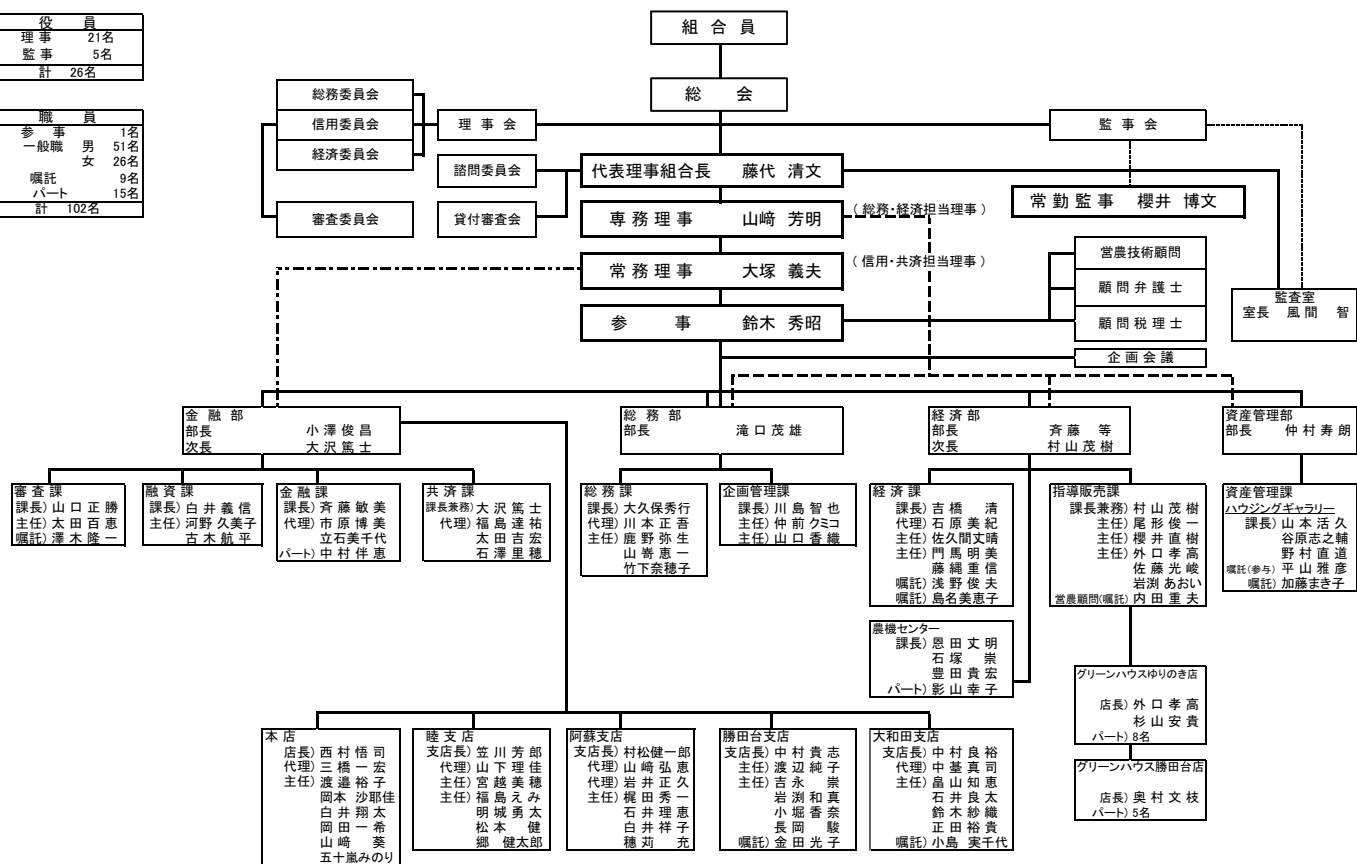 役員
理事 21名
監事 5名
計 26名
職員
参事 1名
一般職 男 51名
女 26名
嘱託 9名
パート 15名
計 102名
組合員
総会
総務委員会
信用委員会
経済委員会
審査委員会
理事会
諮問委員会
貸付審査会
監事会
代表理事組合長 藤代 清文
専務理事 山﨑 芳明
(総務・経済担当理事)
常務理事 大塚 義夫
(信用・共済担当理事)
参事 鈴木 秀昭
常勤監事 櫻井 博文
営農技術顧問
顧問弁護士
顧問税理士
企画会議
監査室
室長 風間 智
金融部
部長 小澤俊昌
次長 大沢篤士
総務部
部長 滝口茂雄
経済部
部長 斉藤 等
次長 村山茂樹
資産管理部
部長 仲村寿朗
審査課
課長) 山口正勝
主任) 太田百恵
嘱託) 澤木隆一
融資課
課長) 白井義信
主任) 河野久美子
古木航平
金融課
課長) 斉藤敏美
代理) 市原博美
立石美千代
パート) 中村伴恵
共済課
課長兼務) 大沢篤士
代理) 福島達祐
太田吉宏
石澤里穂
総務課
課長) 大久保秀行
代理) 川本正吾
主任) 鹿野弥生
山嵜恵一
竹下奈穂子
企画管理課
課長) 川島智也
主任) 仲前クミコ
主任) 山口香織
経済課
課長) 吉橋 清
代理) 石原美紀
主任) 佐久間丈晴
主任) 門馬明美
藤縄重信
嘱託) 浅野俊夫
嘱託) 島名美恵子
指導販売課
課長兼務) 村山茂樹
主任) 尾形俊一
主任) 櫻井直樹
主任) 外口孝高
佐藤光峻
岩渕あおい
営農顧問(嘱託) 内田重夫
資産管理課
ハウジングギャラリー
課長) 山本活久
谷原志之輔
野村直道
嘱託(参与) 平山雅彦
嘱託) 加藤まき子
農機センター
課長) 恩田丈明
石塚 崇
豊田貴宏
パート) 影山幸子
グリーンハウスゆりのき店
店長) 外口孝高
杉山安貴
パート) 8名
グリーンハウス勝田台店
店長) 奥村文枝
パート) 5名
本店
店長) 西村悟司
代理) 三橋一宏
主任) 渡邉裕子
岡本 沙耶佳
白井翔太
岡田一希
山﨑 葵
五十嵐みのり
睦支店
支店長) 笠川芳郎
代理) 山下理佳
主任) 宮越美穂
主任) 福島えみ
明城勇太
松本 健
郷 健太郎
阿蘇支店
支店長) 村松健一郎
代理) 山﨑弘恵
代理) 岩井正久
主任) 梶田秀一
石井理恵
白井祥子
穂苅 充
勝田台支店
支店長) 中村貴志
主任) 渡辺純子
主任) 吉永 崇
岩渕和真
小堀香奈
長岡 駿
嘱託) 金田光子
大和田支店
支店長) 中村良裕
代理) 中基真司
主任) 畠山知恵
石井良太
鈴木紗織
正田裕貴
嘱託) 小島 実千代